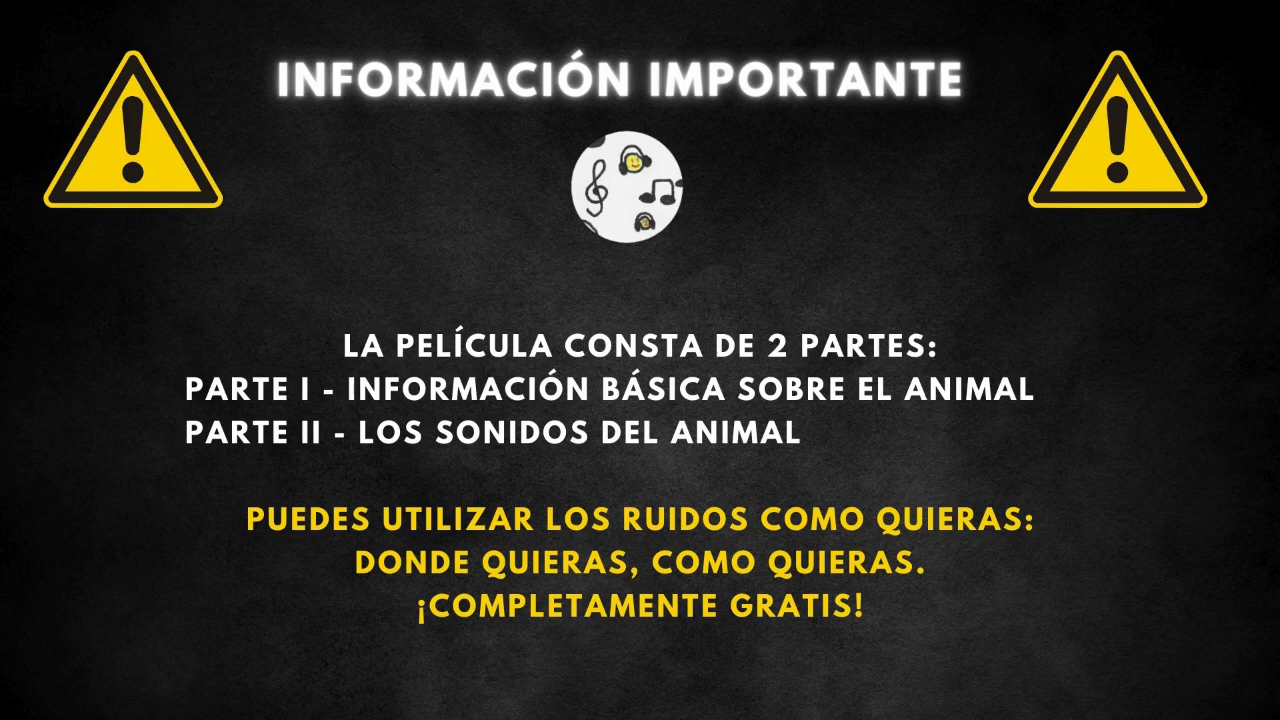 INFORMACIÓN IMPORTANTE
LA PELÍCULA CONSTA DE 2 PARTES:
PARTE I - INFORMACIÓN BÁSICA SOBRE EL ANIMAL
PARTE II - LOS SONIDOS DEL ANIMAL
PUEDES UTILIZAR LOS RUIDOS COMO QUIERAS:
DONDE QUIERAS, COMO QUIERAS.
¡COMPLETAMENTE GRATIS!